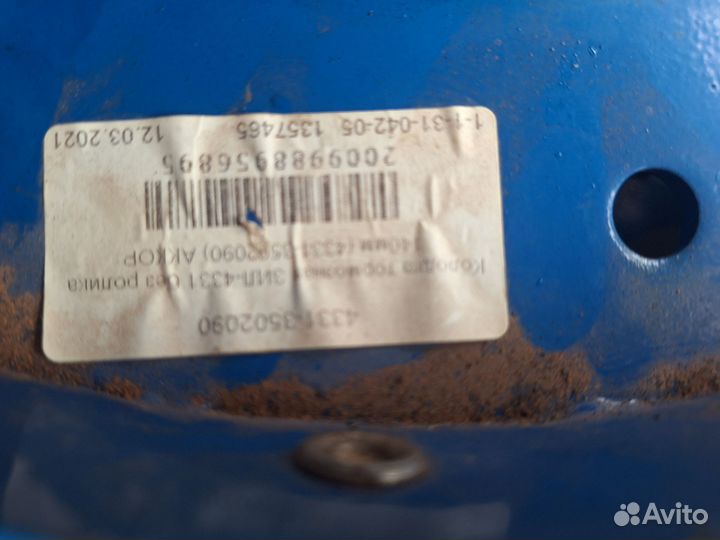 4331-3502090
Колодка тормозная ЗИЛ-4331 без ролика
140мм (4331-3502090) АККОР
2009988956895
1-1-31-042-05 1357465 12.03.2021
Avito